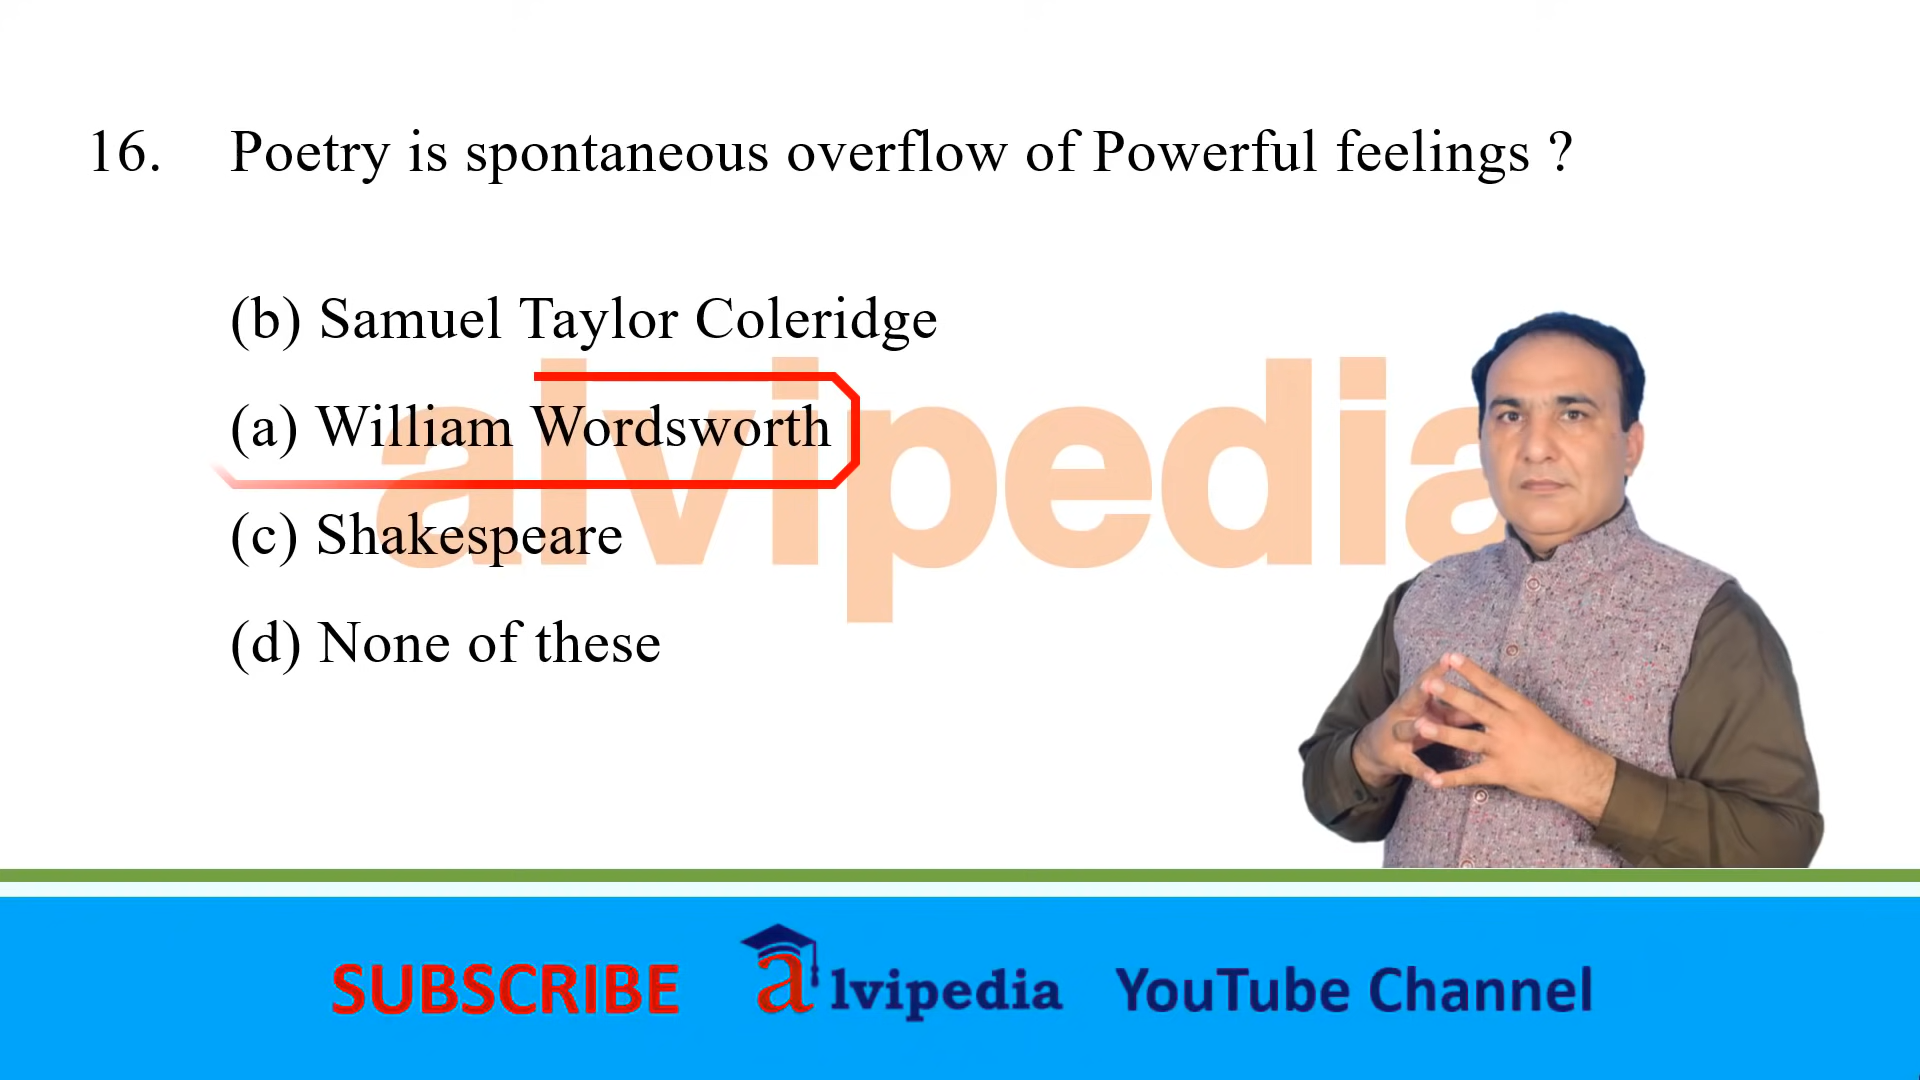 16. Poetry is spontaneous overflow of Powerful feelings ?
(b) Samuel Taylor Coleridge
(a) William Wordsworth
(c) Shakespeare
(d) None of these
alvipedia
SUBSCRIBE alvipedia YouTube Channel